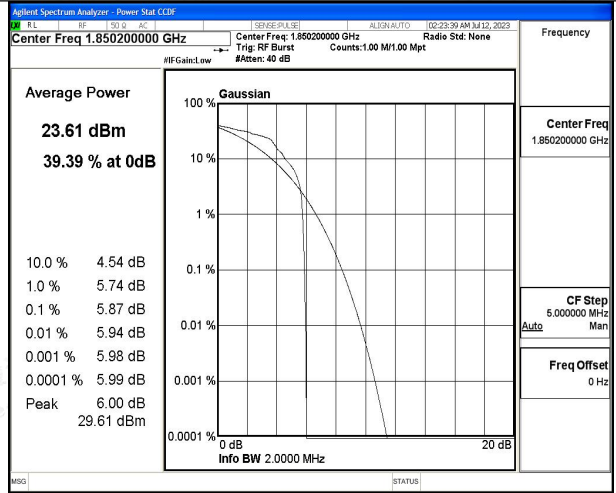 Agilent Spectrum Analyzer - Power Stat CCDF
RL RF 50 Ω AC SENSE:PULSE ALIGN AUTO 02:23:39 AM Jul 12, 2023
Center Freq 1.850200000 GHz
Center Freq: 1.850200000 GHz Radio Std: None
Trig: RF Burst Counts:1.00 M/1.00 Mpt
#IFGain:Low #Atten: 40 dB
Frequency
Average Power
23.61 dBm
39.39 % at 0dB
10.0 % 4.54 dB
1.0 % 5.74 dB
0.1 % 5.87 dB
0.01 % 5.94 dB
0.001 % 5.98 dB
0.0001 % 5.99 dB
Peak 6.00 dB
29.61 dBm
Gaussian
100 %
10 %
1 %
0.1 %
0.01 %
0.001 %
0.0001 %
0 dB 20 dB
Info BW 2.0000 MHz
Center Freq
1.850200000 GHz
CF Step
5.000000 MHz
Auto Man
Freq Offset
0 Hz
MSG STATUS